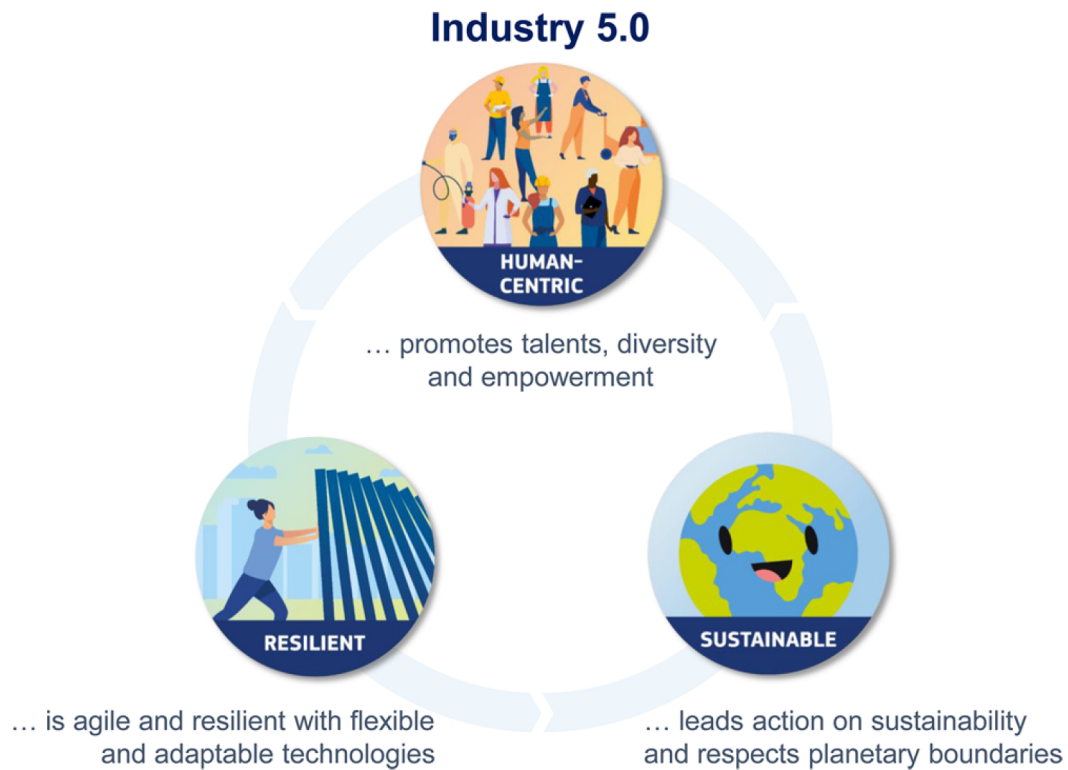 Industry 5.0
HUMAN-
CENTRIC
… promotes talents, diversity
and empowerment
RESILIENT
… is agile and resilient with flexible
and adaptable technologies
SUSTAINABLE
… leads action on sustainability
and respects planetary boundaries